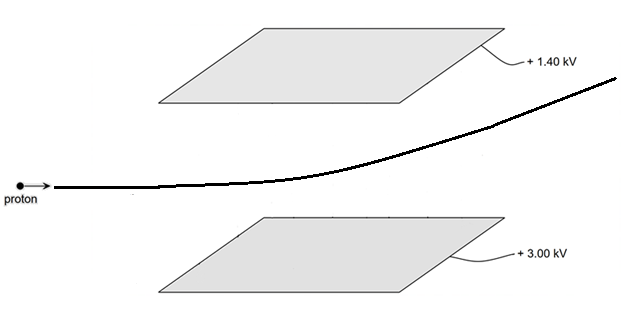 + 1.40 kV
proton
+ 3.00 kV